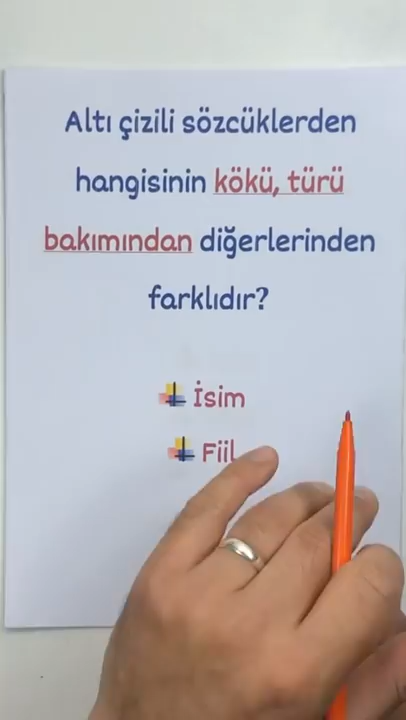 Altı çizili sözcüklerden
hangisinin kökü, türü
bakımından diğerlerinden
farklıdır?
İsim
Fiil